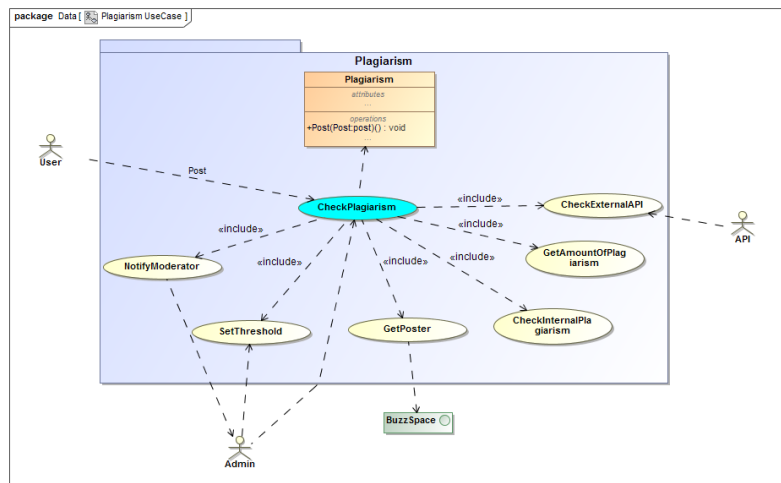 package Data [ Plagiarism UseCase ]
Plagiarism
Plagiarism
attributes
...
operations
+Post(Post:post)() : void
...
User
Post
CheckPlagiarism
«include»
CheckExternalAPI
API
«include»
«include»
GetAmountOfPlag
iarism
NotifyModerator
«include»
«include»
CheckInternalPla
giarism
SetThreshold
GetPoster
BuzzSpace
Admin